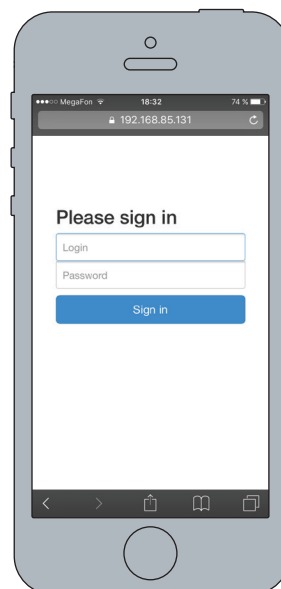 MegaFon 18:32 74 %
192.168.85.131
Please sign in
Login
Password
Sign in